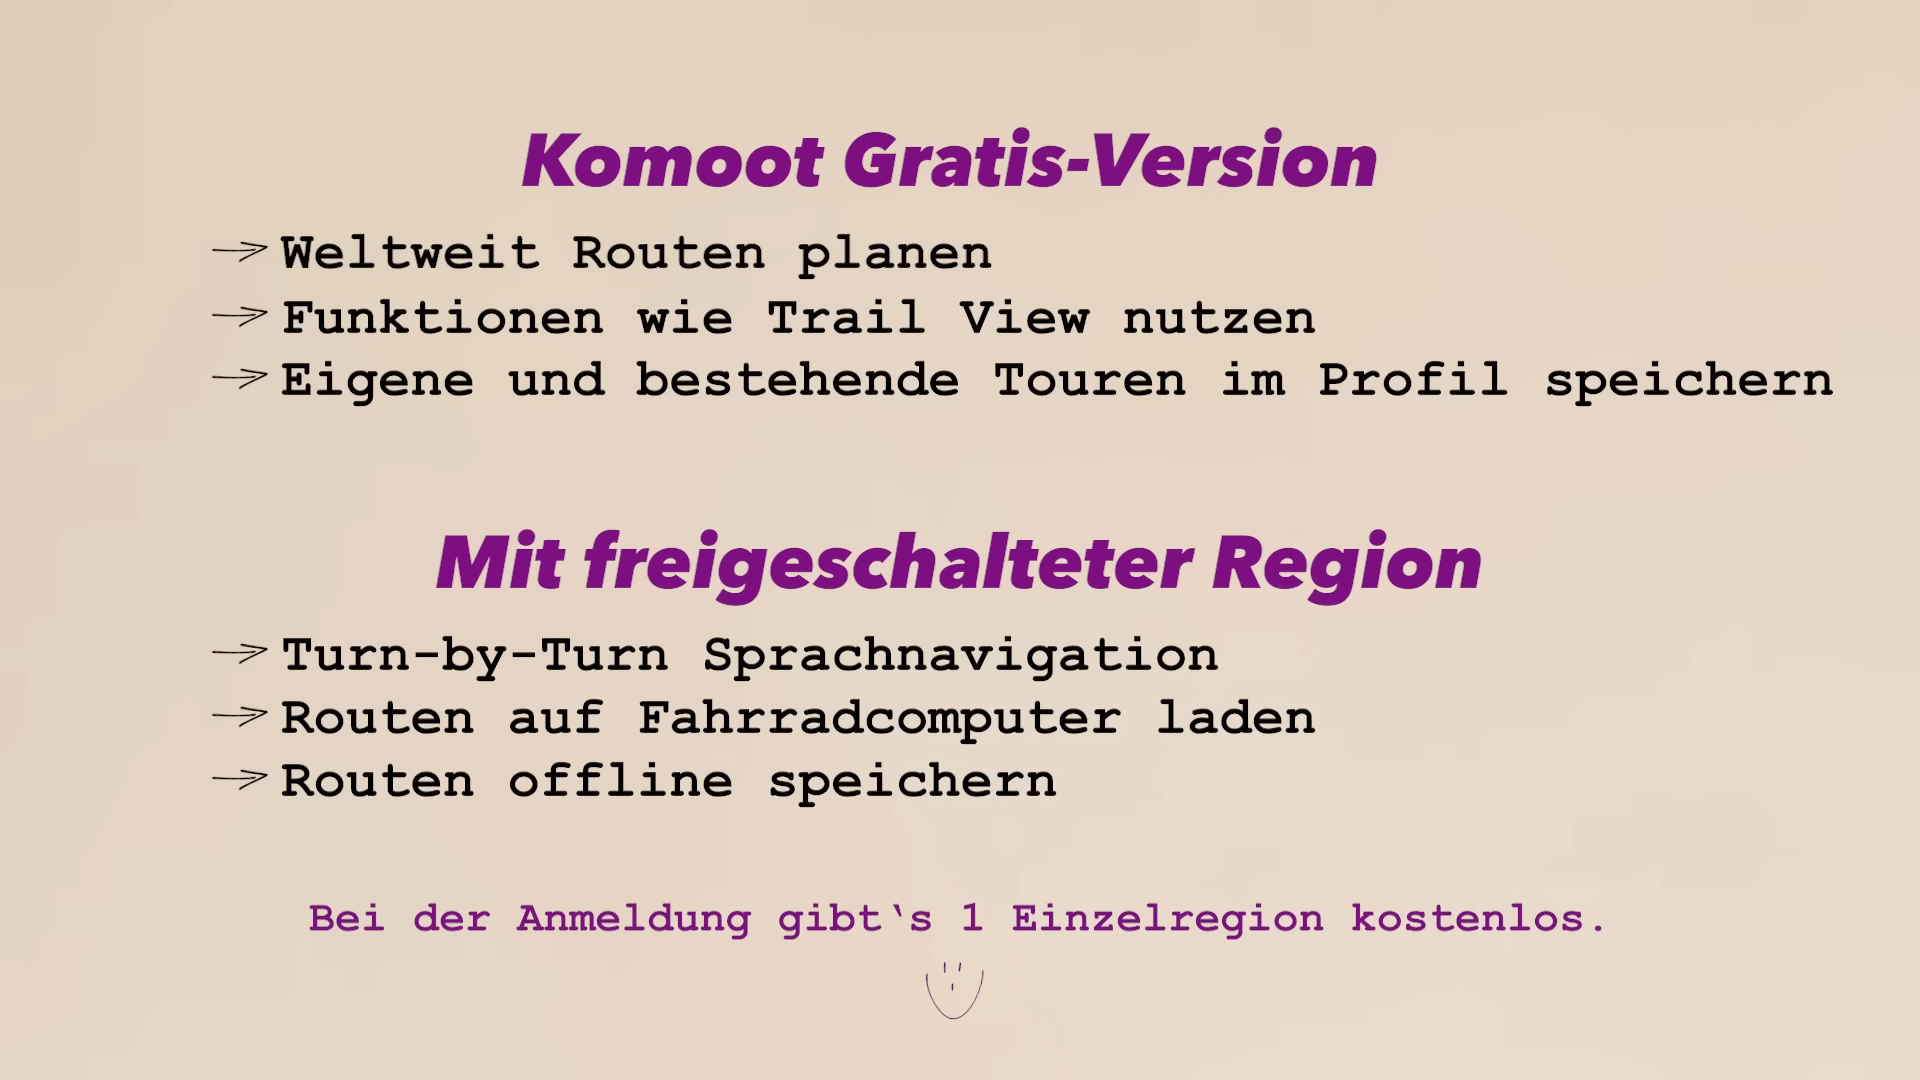 Komoot Gratis-Version
→ Weltweit Routen planen
→ Funktionen wie Trail View nutzen
→ Eigene und bestehende Touren im Profil speichern
Mit freigeschalteter Region
→ Turn-by-Turn Sprachnavigation
→ Routen auf Fahrradcomputer laden
→ Routen offline speichern
Bei der Anmeldung gibt‘s 1 Einzelregion kostenlos.